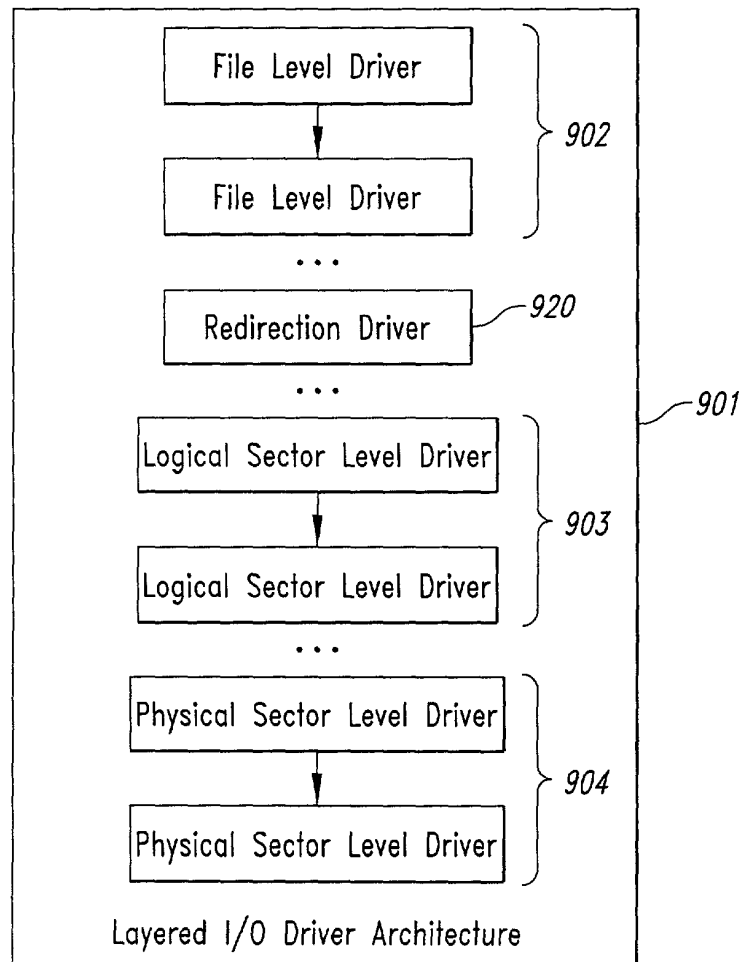 File Level Driver
902
File Level Driver
...
Redirection Driver
920
...
901
Logical Sector Level Driver
903
Logical Sector Level Driver
...
Physical Sector Level Driver
904
Physical Sector Level Driver
Layered I/O Driver Architecture